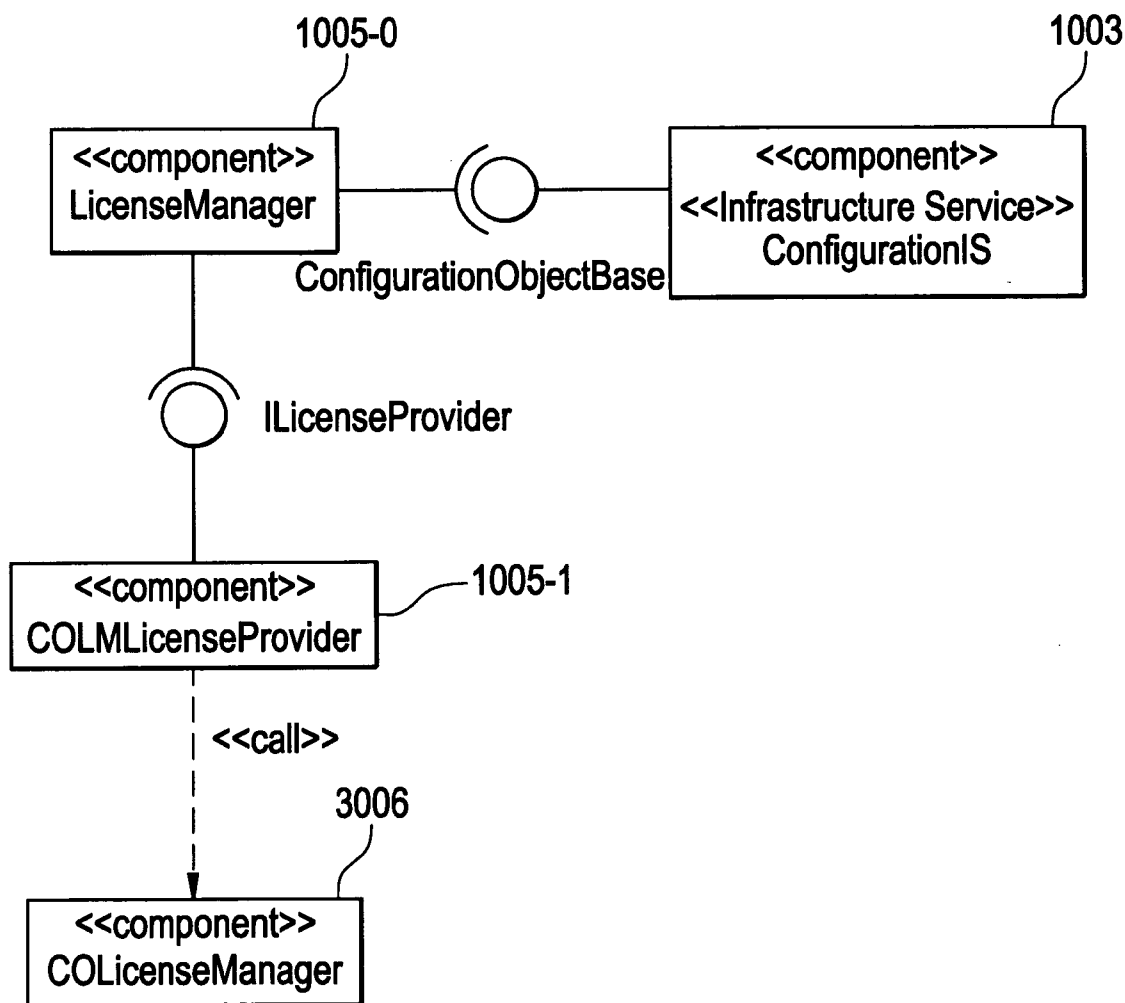 1005-0
1003
<<component>>
LicenseManager
<<component>>
<<Infrastructure Service>>
ConfigurationIS
ConfigurationObjectBase
ILicenseProvider
<<component>>
COLMLicenseProvider
1005-1
<<call>>
3006
<<component>>
COLicenseManager